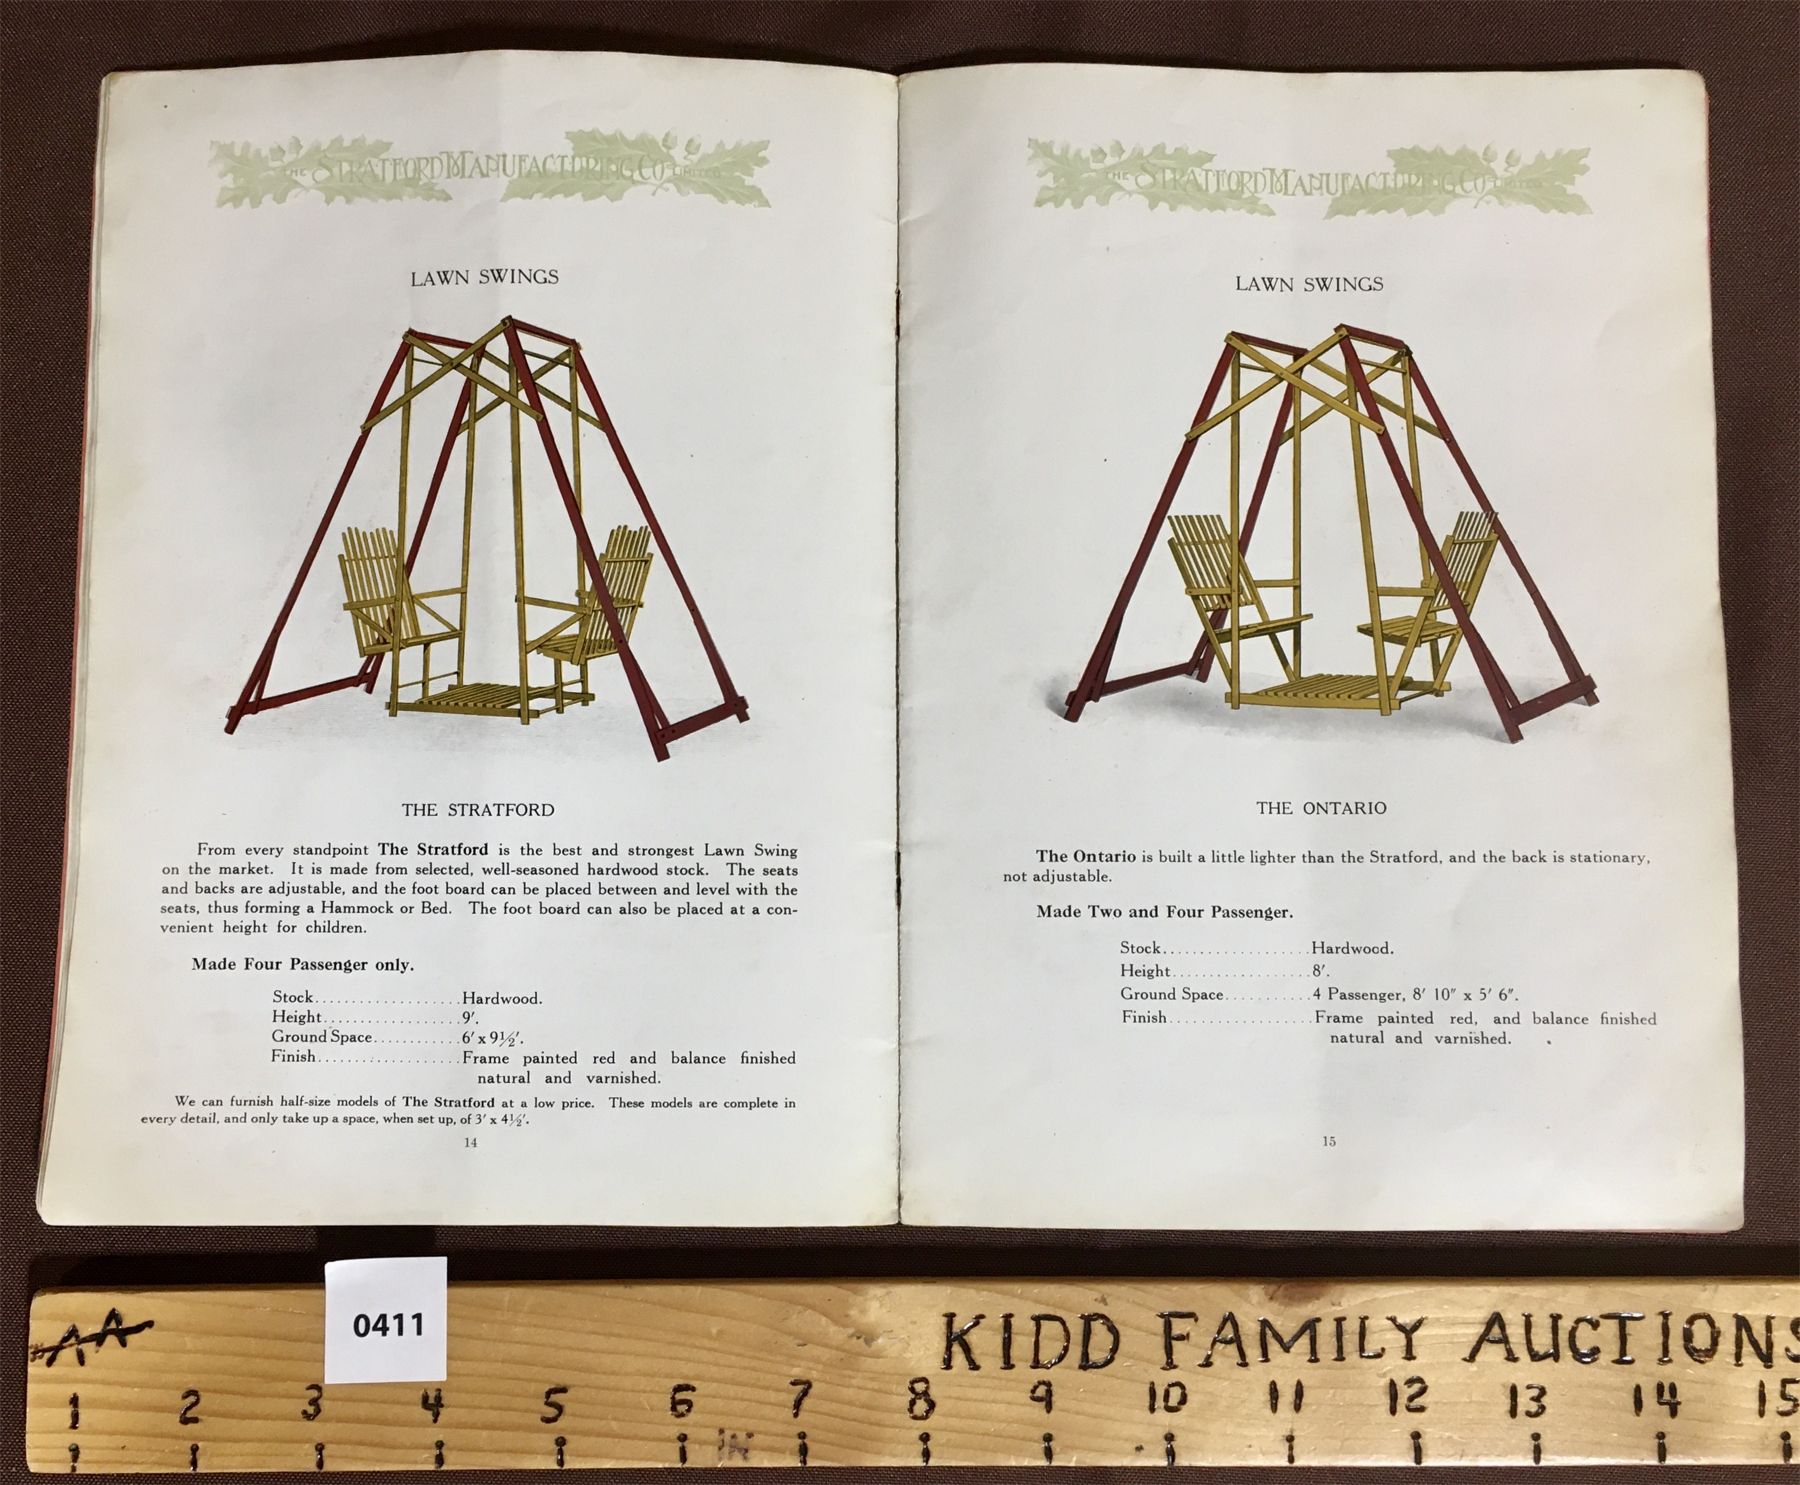 THE STRATFORD MANUFACTURING CO LIMITED
LAWN SWINGS
THE STRATFORD
From every standpoint The Stratford is the best and strongest Lawn Swing
on the market. It is made from selected, well-seasoned hardwood stock. The seats
and backs are adjustable, and the foot board can be placed between and level with the
seats, thus forming a Hammock or Bed. The foot board can also be placed at a con-
venient height for children.
Made Four Passenger only.
Stock...................Hardwood.
Height..................9'.
Ground Space............6' x 9½'.
Finish..................Frame painted red and balance finished
natural and varnished.
We can furnish half-size models of The Stratford at a low price. These models are complete in
every detail, and only take up a space, when set up, of 3' x 4½'.
14
THE STRATFORD MANUFACTURING CO LIMITED
LAWN SWINGS
THE ONTARIO
The Ontario is built a little lighter than the Stratford, and the back is stationary,
not adjustable.
Made Two and Four Passenger.
Stock...................Hardwood.
Height..................8'.
Ground Space...........4 Passenger, 8' 10" x 5' 6".
Finish..................Frame painted red, and balance finished
natural and varnished.
15
0411
AA
KIDD FAMILY AUCTIONS
1 2 3 4 5 6 7 8 9 10 11 12 13 14 15
IN